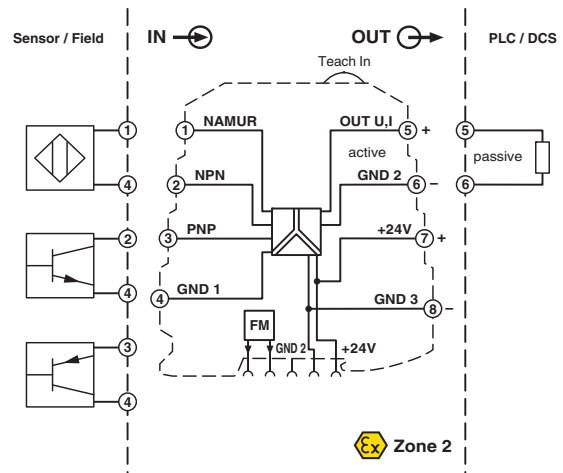 Sensor / Field
IN
OUT
PLC / DCS
Teach In
1
4
2
4
3
4
1 NAMUR
2 NPN
3 PNP
4 GND 1
OUT U,I 5 +
active
GND 2 6 –
+24V 7 +
GND 3 8 –
FM
GND 2
+24V
5
passive
6
Ex Zone 2